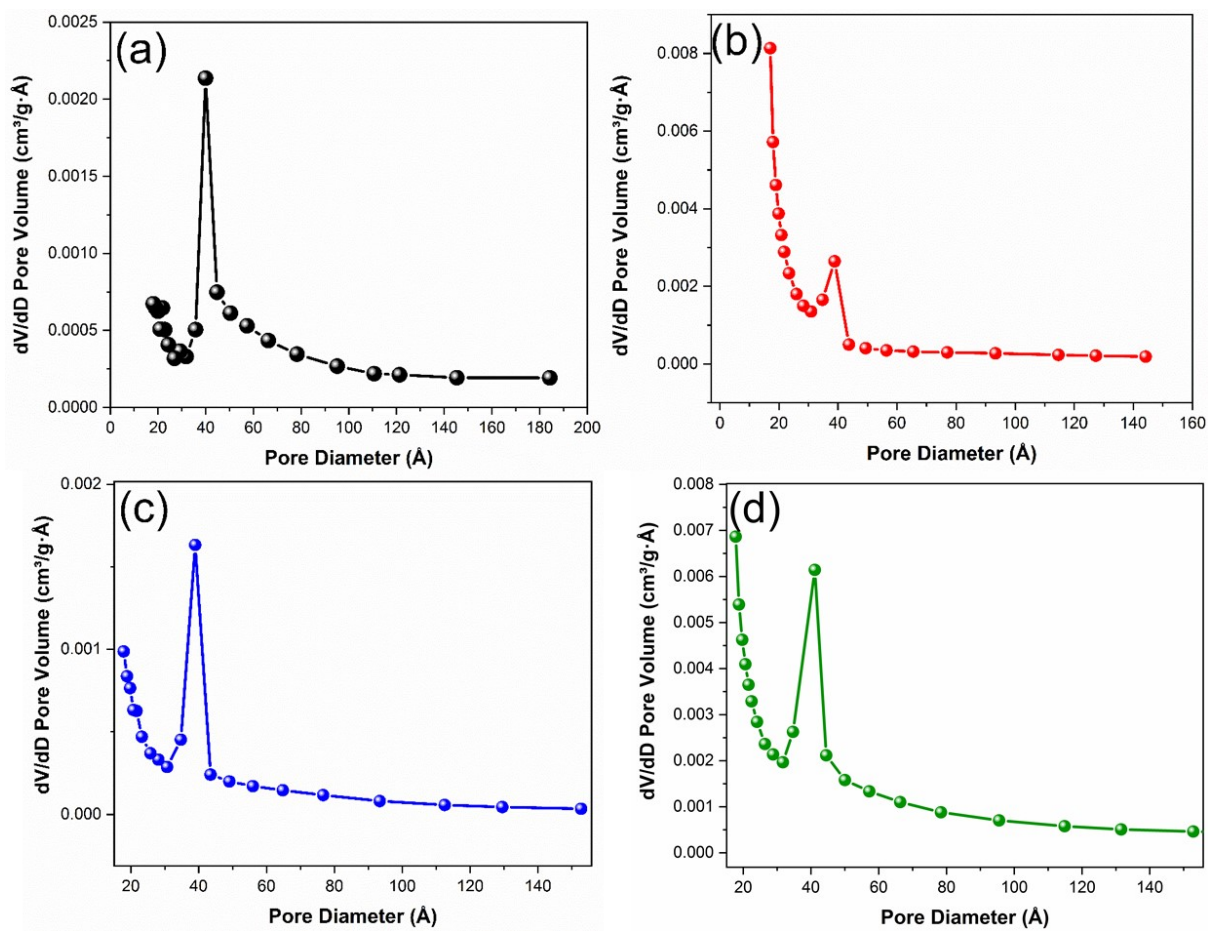 (a)
dV/dD Pore Volume (cm³/g·Å)
0.0025
0.0020
0.0015
0.0010
0.0005
0.0000
0 20 40 60 80 100 120 140 160 180 200
Pore Diameter (Å)
(b)
dV/dD Pore Volume (cm³/g·Å)
0.008
0.006
0.004
0.002
0.000
0 20 40 60 80 100 120 140 160
Pore Diameter (Å)
(c)
dV/dD Pore Volume (cm³/g·Å)
0.002
0.001
0.000
20 40 60 80 100 120 140
Pore Diameter (Å)
(d)
dV/dD Pore Volume (cm³/g·Å)
0.008
0.007
0.006
0.005
0.004
0.003
0.002
0.001
0.000
20 40 60 80 100 120 140
Pore Diameter (Å)